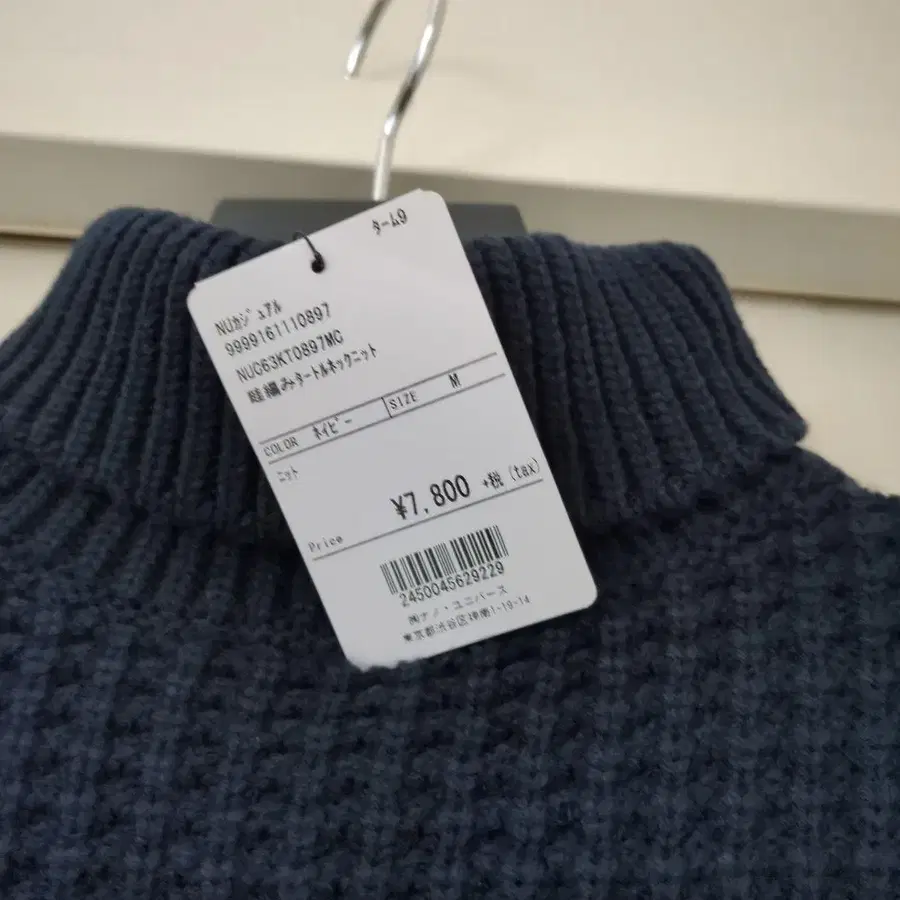 ターム9
NUカジュアル
9999161110897
NUC63KT0897MC
畦編みタートルネックニット
COLOR ネイビー SIZE M
ニット
Price ¥7,800 +税(tax)
2450045629229
㈱ナノ・ユニバース
東京都渋谷区神南1-19-14